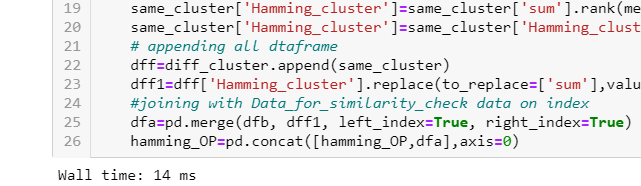 19 same_cluster['Hamming_cluster']=same_cluster['sum'].rank(me
20 same_cluster['Hamming_cluster']=same_cluster["Hamming_clust
21 # appending all dtaframe
22 dff=diff_cluster.append(same_cluster)
23 dff1=dff['Hamming_cluster'].replace(to_replace=['sum'],valu
24 #joining with Data_for_similarity_check data on index
25 dfa=pd.merge(dfb, dff1, left_index=True, right_index=True)
26 hamming_OP=pd.concat([hamming_OP,dfa],axis=0)
Wall time: 14 ms